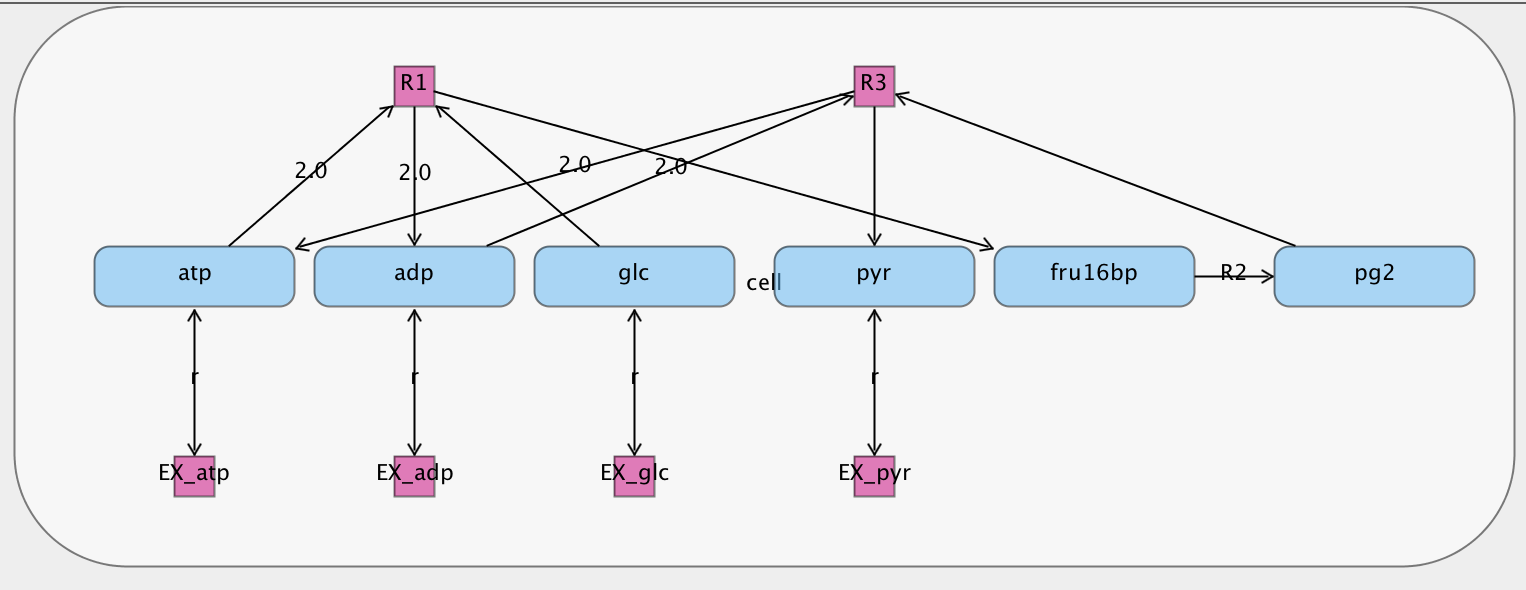 R1
R3
2.0
2.0
2.0
2.0
atp
adp
glc
cell
pyr
fru16bp
R2
pg2
r
r
r
r
EX_atp
EX_adp
EX_glc
EX_pyr